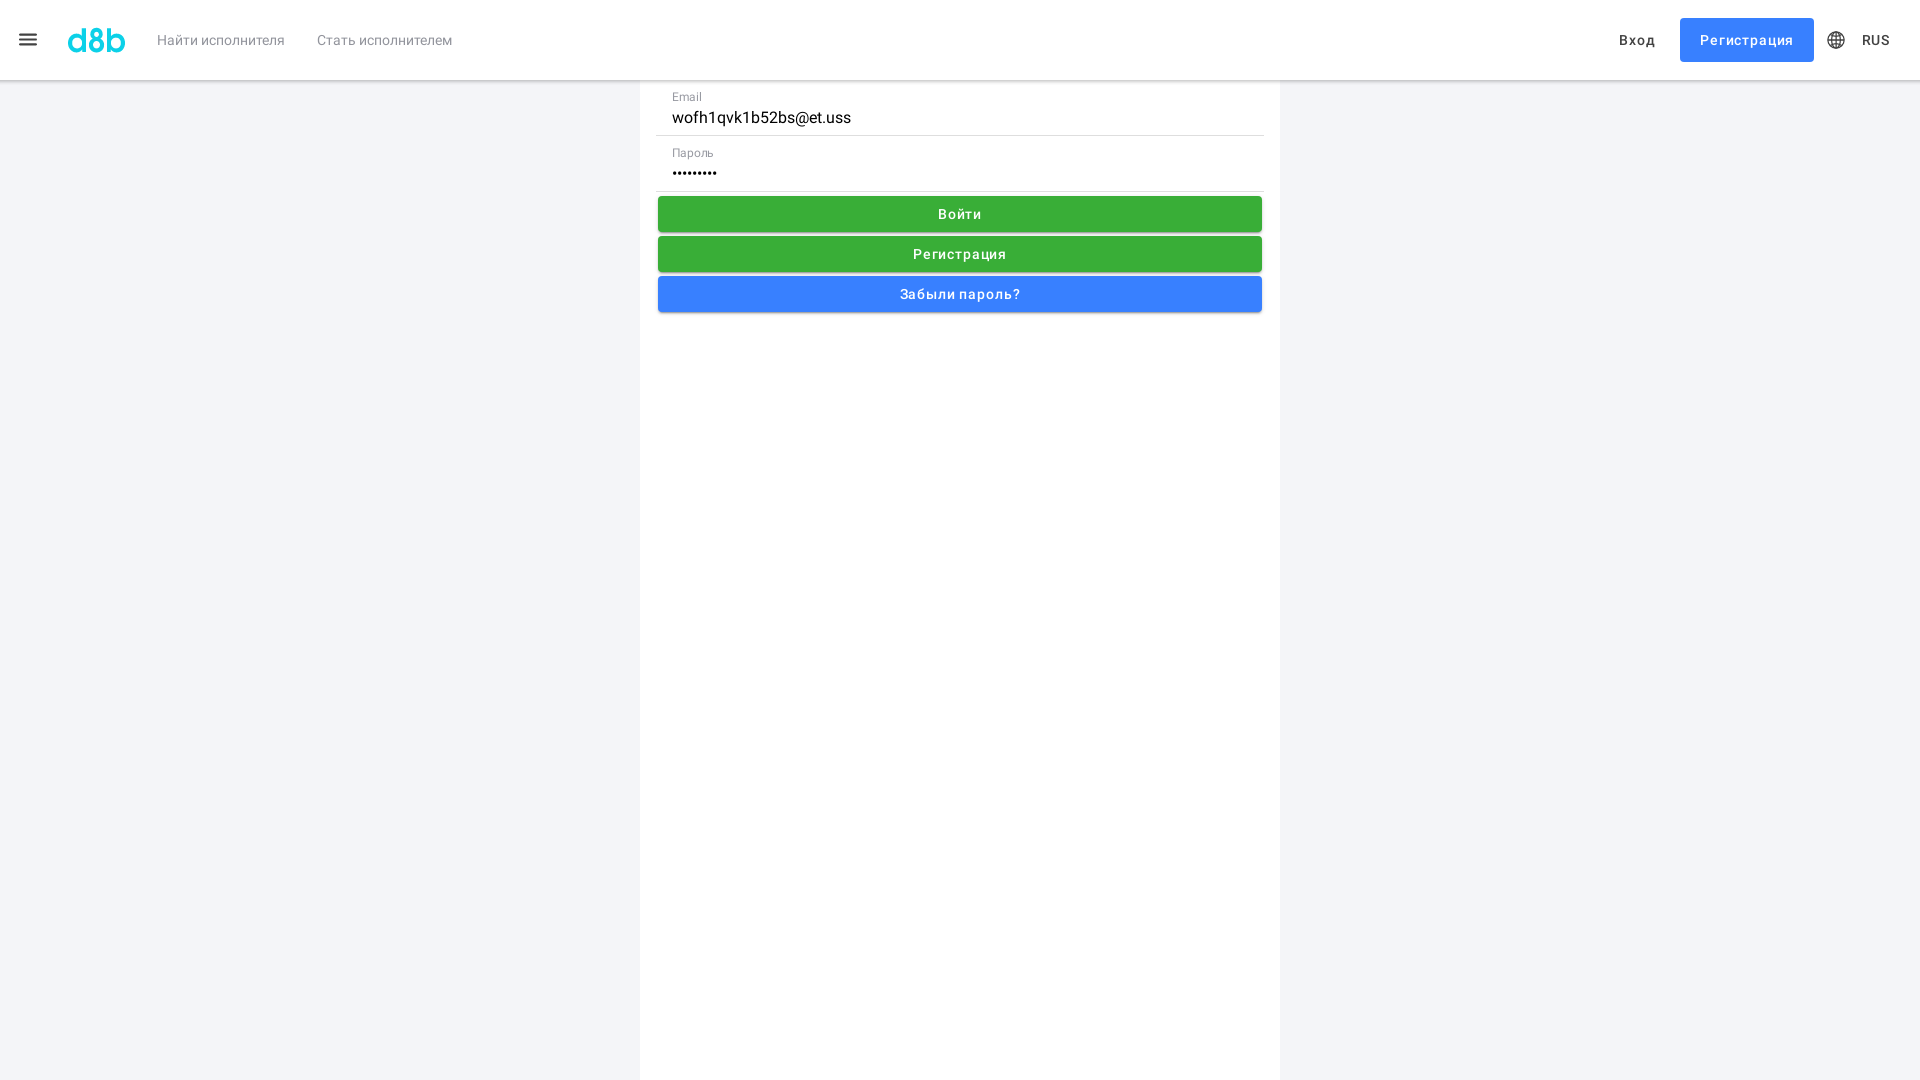 d8b
Найти исполнителя
Стать исполнителем
Вход
Регистрация
RUS
Email
wofh1qvk1b52bs@et.uss
Пароль
•••••••••
Войти
Регистрация
Забыли пароль?